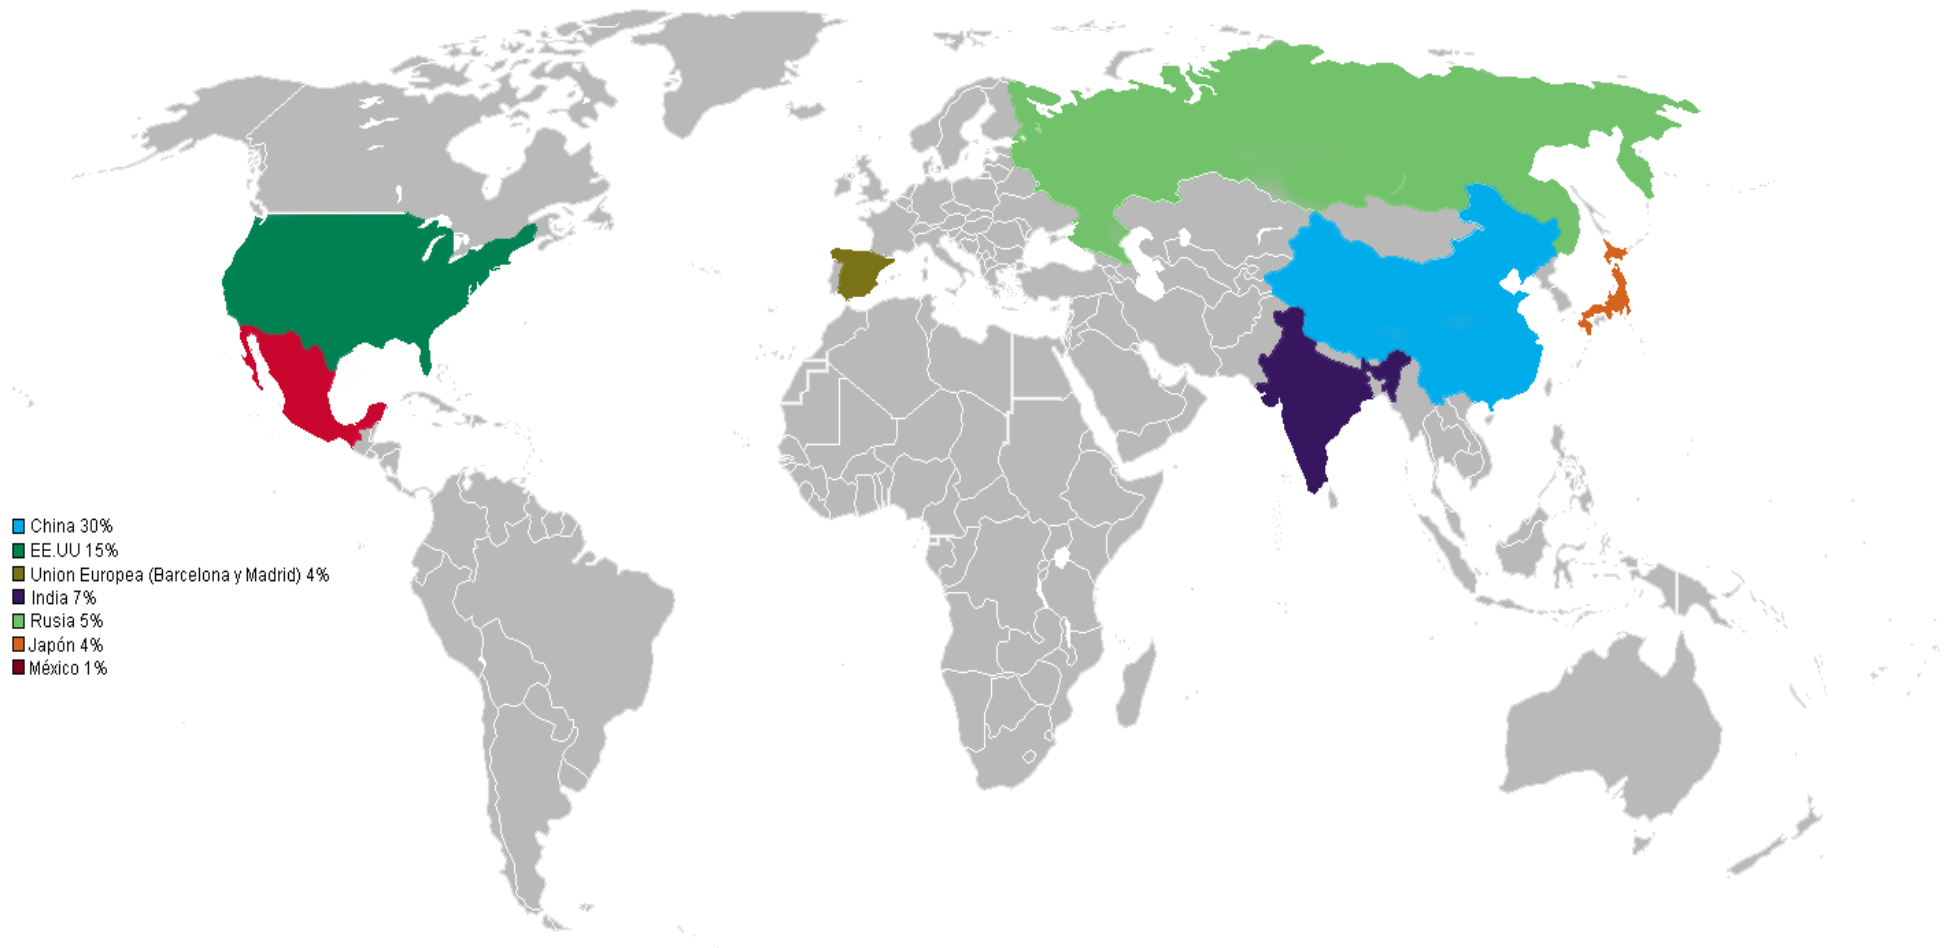 China 30%
EE.UU 15%
Union Europea (Barcelona y Madrid) 4%
India 7%
Rusia 5%
Japón 4%
México 1%